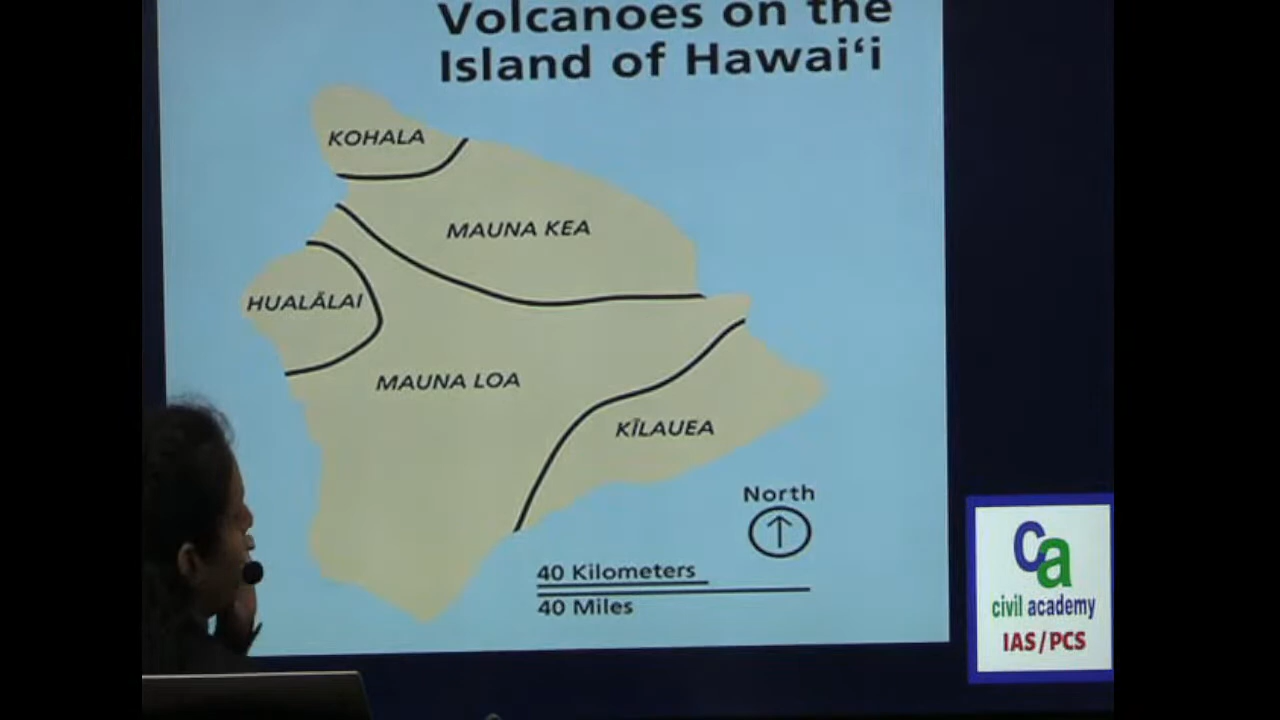 Volcanoes on the
Island of Hawaiʻi
KOHALA
MAUNA KEA
HUALĀLAI
MAUNA LOA
KĪLAUEA
North
40 Kilometers
40 Miles
ca
civil academy
IAS/PCS